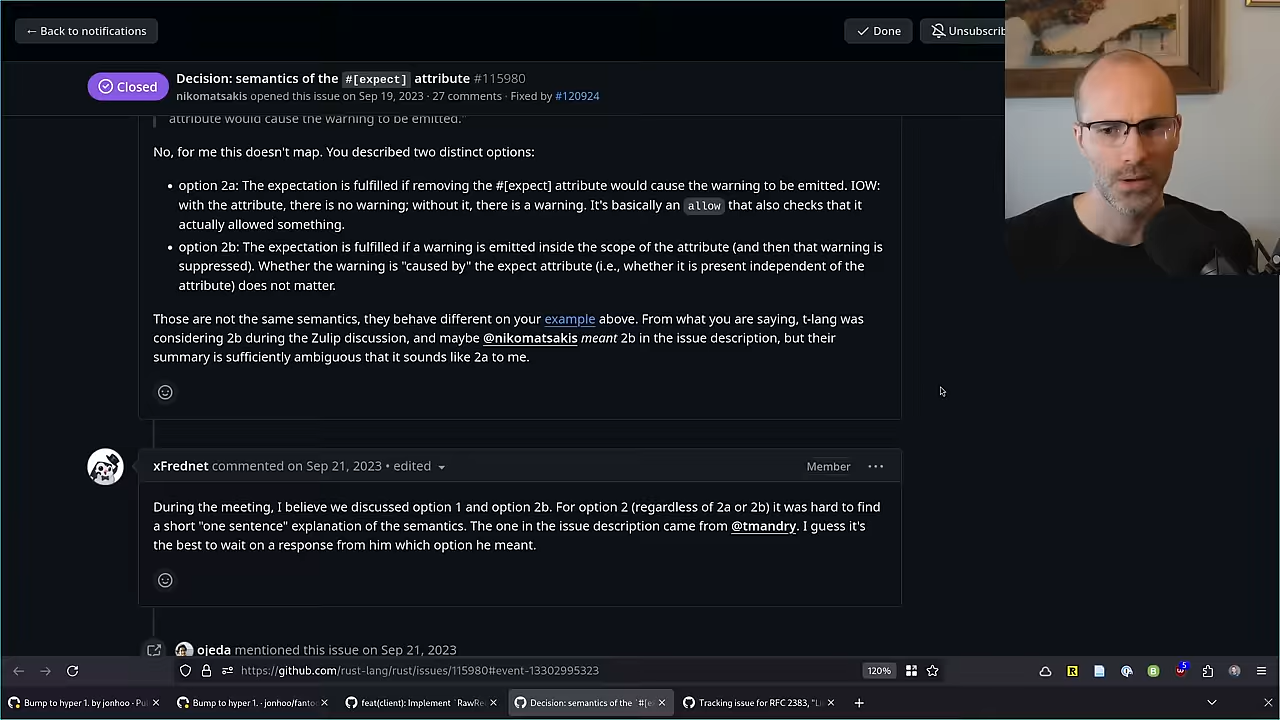 ← Back to notifications
Done
Unsubscrib
Closed
Decision: semantics of the #[expect] attribute #115980
nikomatsakis opened this issue on Sep 19, 2023 · 27 comments · Fixed by #120924
attribute would cause the warning to be emitted."
No, for me this doesn't map. You described two distinct options:
• option 2a: The expectation is fulfilled if removing the #[expect] attribute would cause the warning to be emitted. IOW:
with the attribute, there is no warning; without it, there is a warning. It's basically an allow that also checks that it
actually allowed something.
• option 2b: The expectation is fulfilled if a warning is emitted inside the scope of the attribute (and then that warning is
suppressed). Whether the warning is "caused by" the expect attribute (i.e., whether it is present independent of the
attribute) does not matter.
Those are not the same semantics, they behave different on your example above. From what you are saying, t-lang was
considering 2b during the Zulip discussion, and maybe @nikomatsakis meant 2b in the issue description, but their
summary is sufficiently ambiguous that it sounds like 2a to me.
xFrednet commented on Sep 21, 2023 • edited
Member
During the meeting, I believe we discussed option 1 and option 2b. For option 2 (regardless of 2a or 2b) it was hard to find
a short "one sentence" explanation of the semantics. The one in the issue description came from @tmandry. I guess it's
the best to wait on a response from him which option he meant.
ojeda mentioned this issue on Sep 21, 2023
https://github.com/rust-lang/rust/issues/115980#event-13302995323
120%
5
Bump to hyper 1. by jonhoo · Pul
Bump to hyper 1. · jonhoo/fanto
feat(client): Implement `RawRe
Decision: semantics of the `#[e
Tracking issue for RFC 2383, "Li